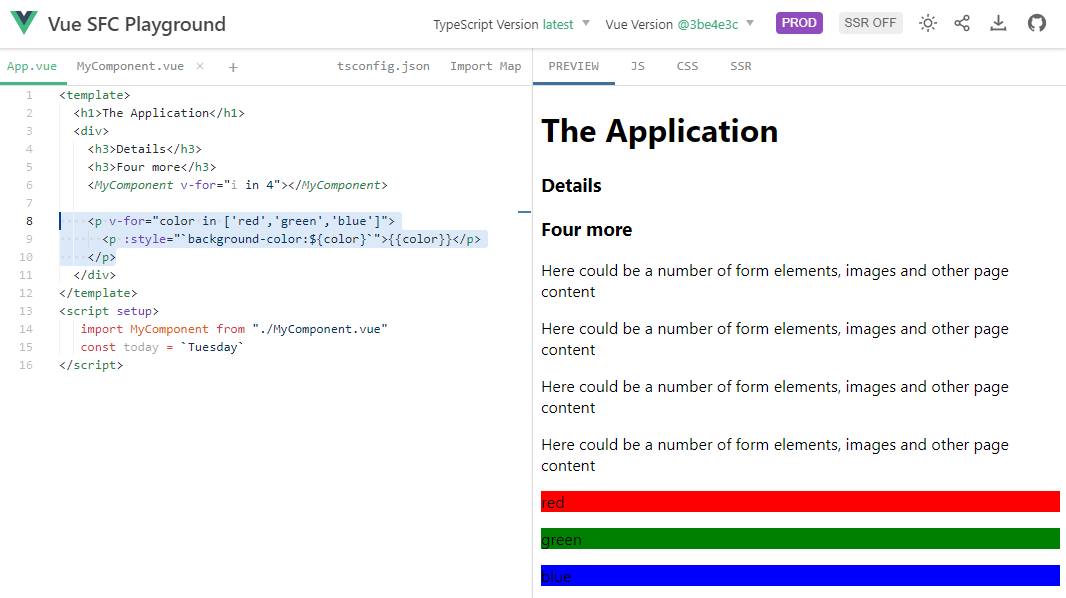 Vue SFC Playground
TypeScript Version latest
Vue Version @3be4e3c
PROD
SSR OFF
App.vue
MyComponent.vue ×
+
tsconfig.json
Import Map
PREVIEW
JS
CSS
SSR
1 <template>
2 <h1>The Application</h1>
3 <div>
4 <h3>Details</h3>
5 <h3>Four more</h3>
6 <MyComponent v-for="i in 4"></MyComponent>
7
8 <p v-for="color in ['red','green','blue']">
9 <p :style="`background-color:${color}`">{{color}}</p>
10 </p>
11 </div>
12 </template>
13 <script setup>
14 import MyComponent from "./MyComponent.vue"
15 const today = `Tuesday`
16 </script>
The Application
Details
Four more
Here could be a number of form elements, images and other page
content
Here could be a number of form elements, images and other page
content
Here could be a number of form elements, images and other page
content
Here could be a number of form elements, images and other page
content
red
green
blue